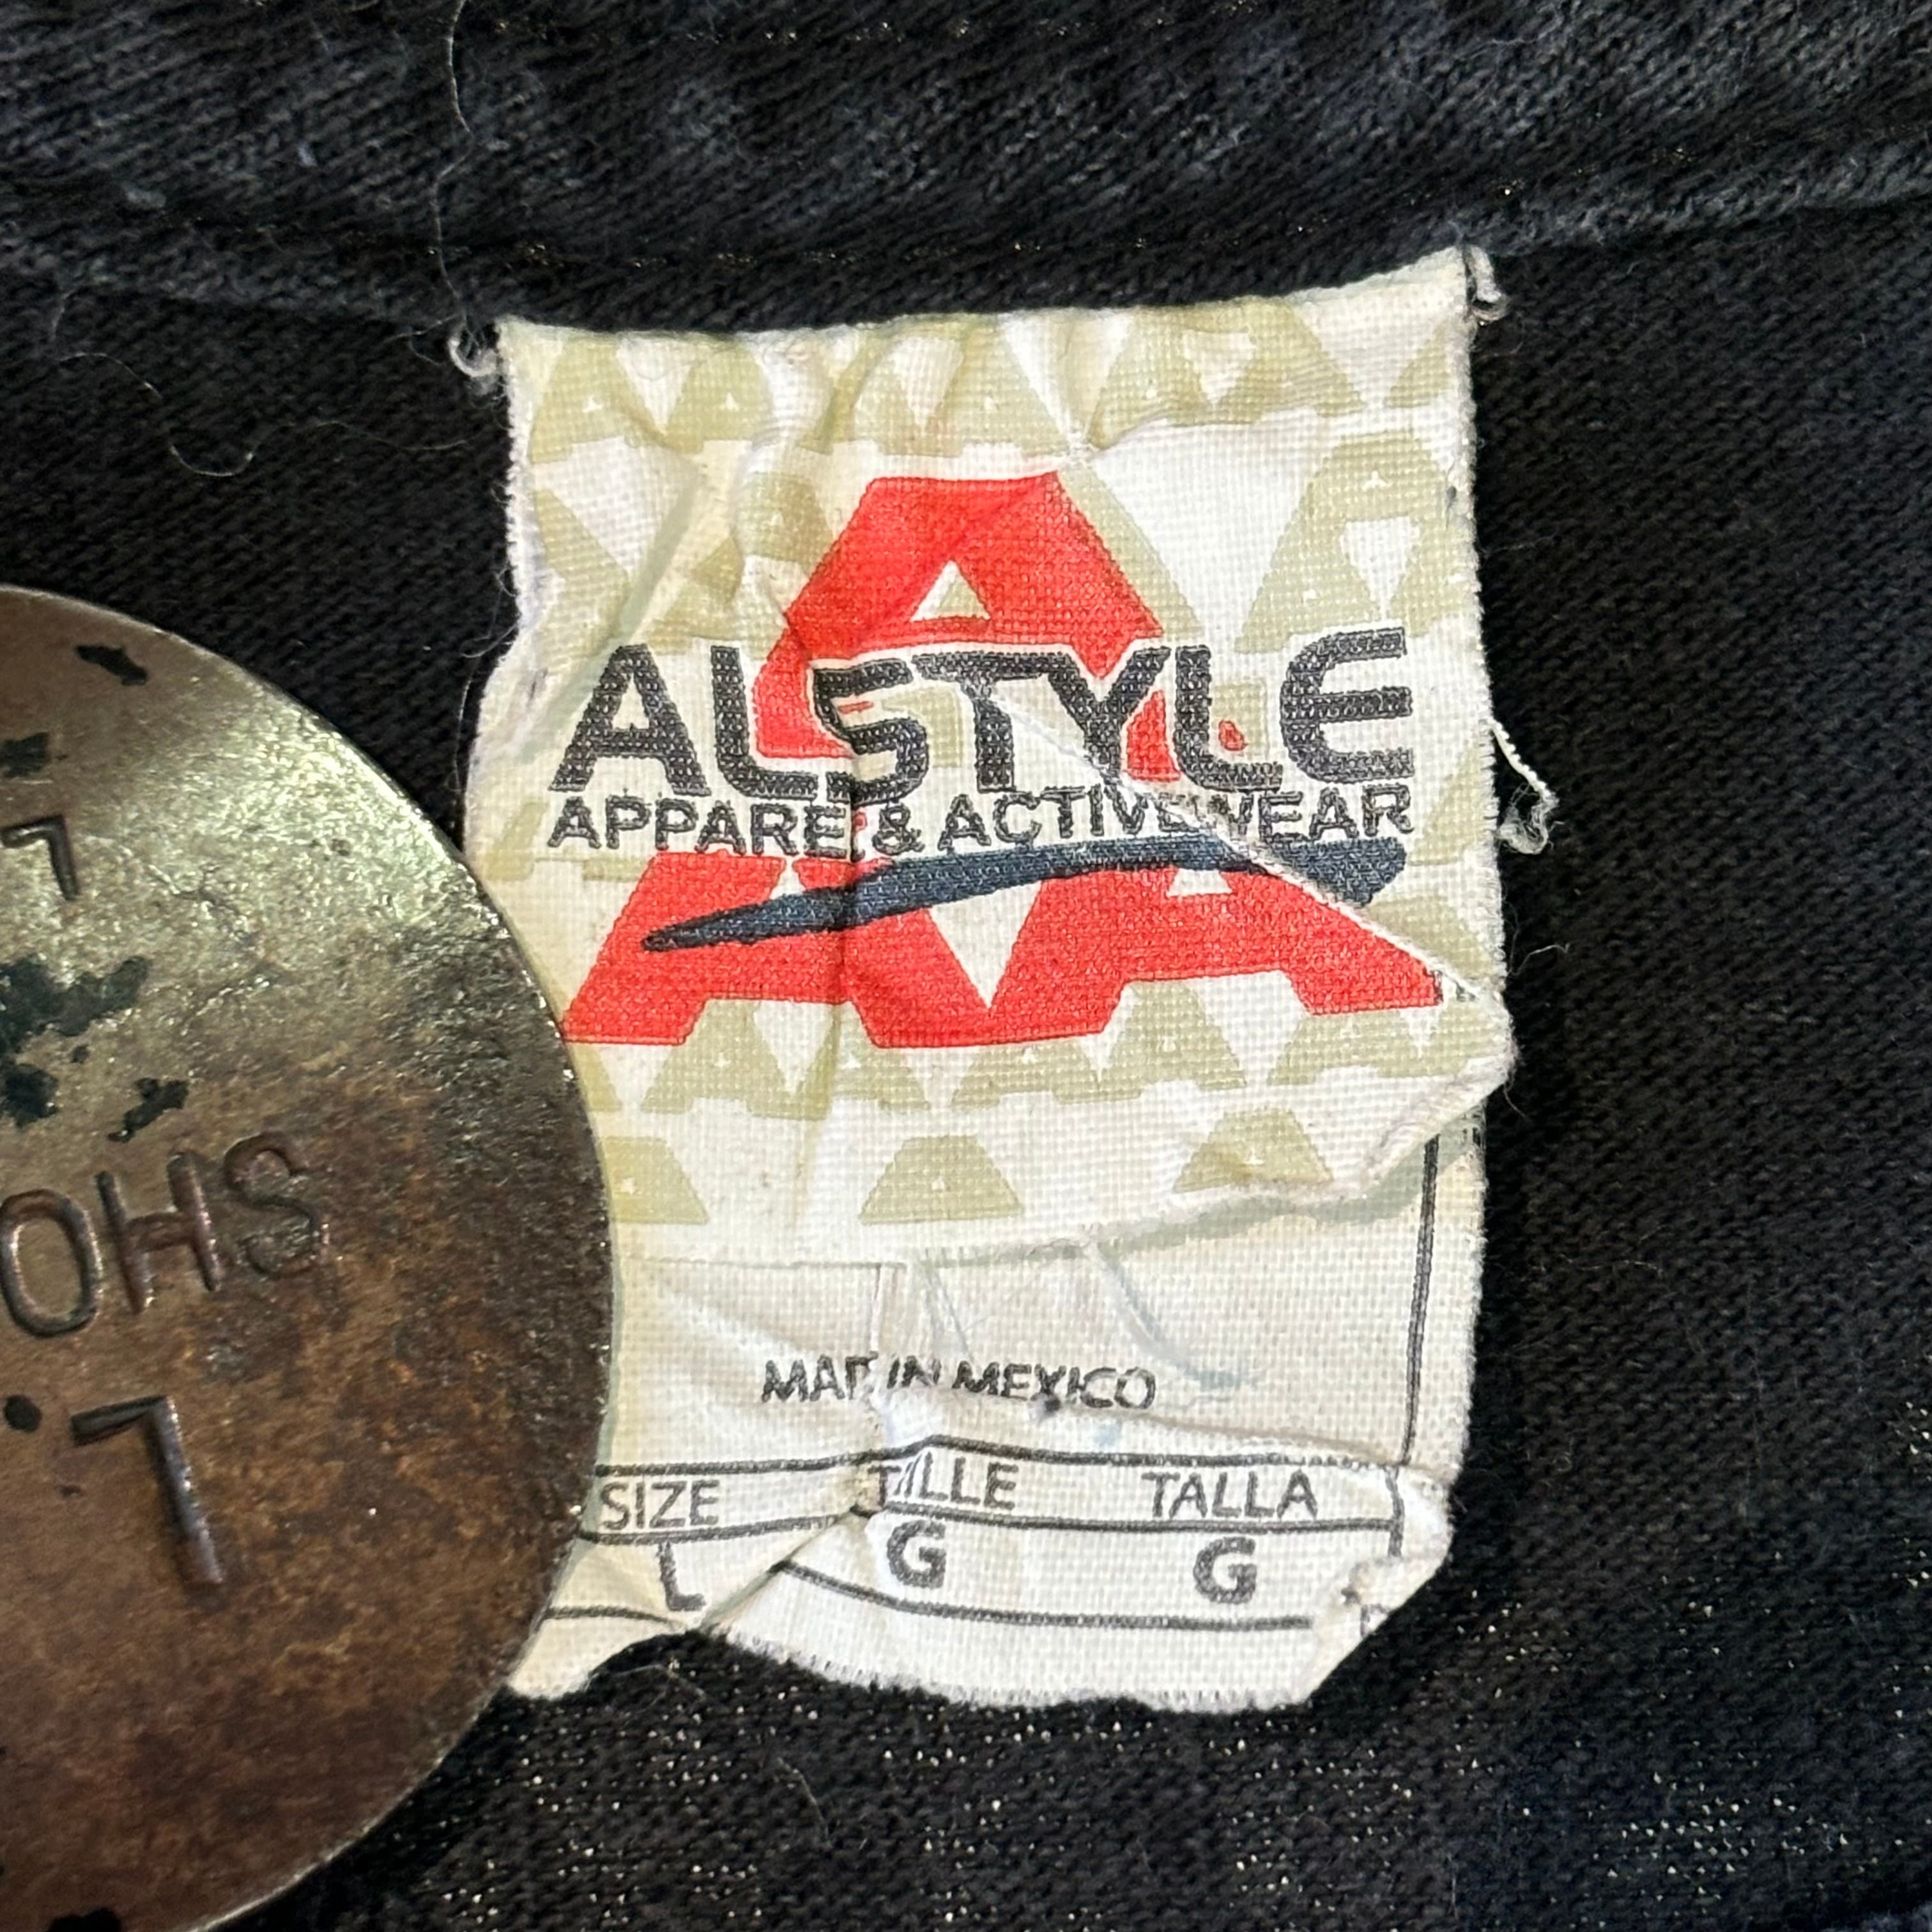 ALSTYLE
APPAREL & ACTIVEWEAR
MADE IN MEXICO
SIZE TAILLE TALLA
L G G
OHS
L